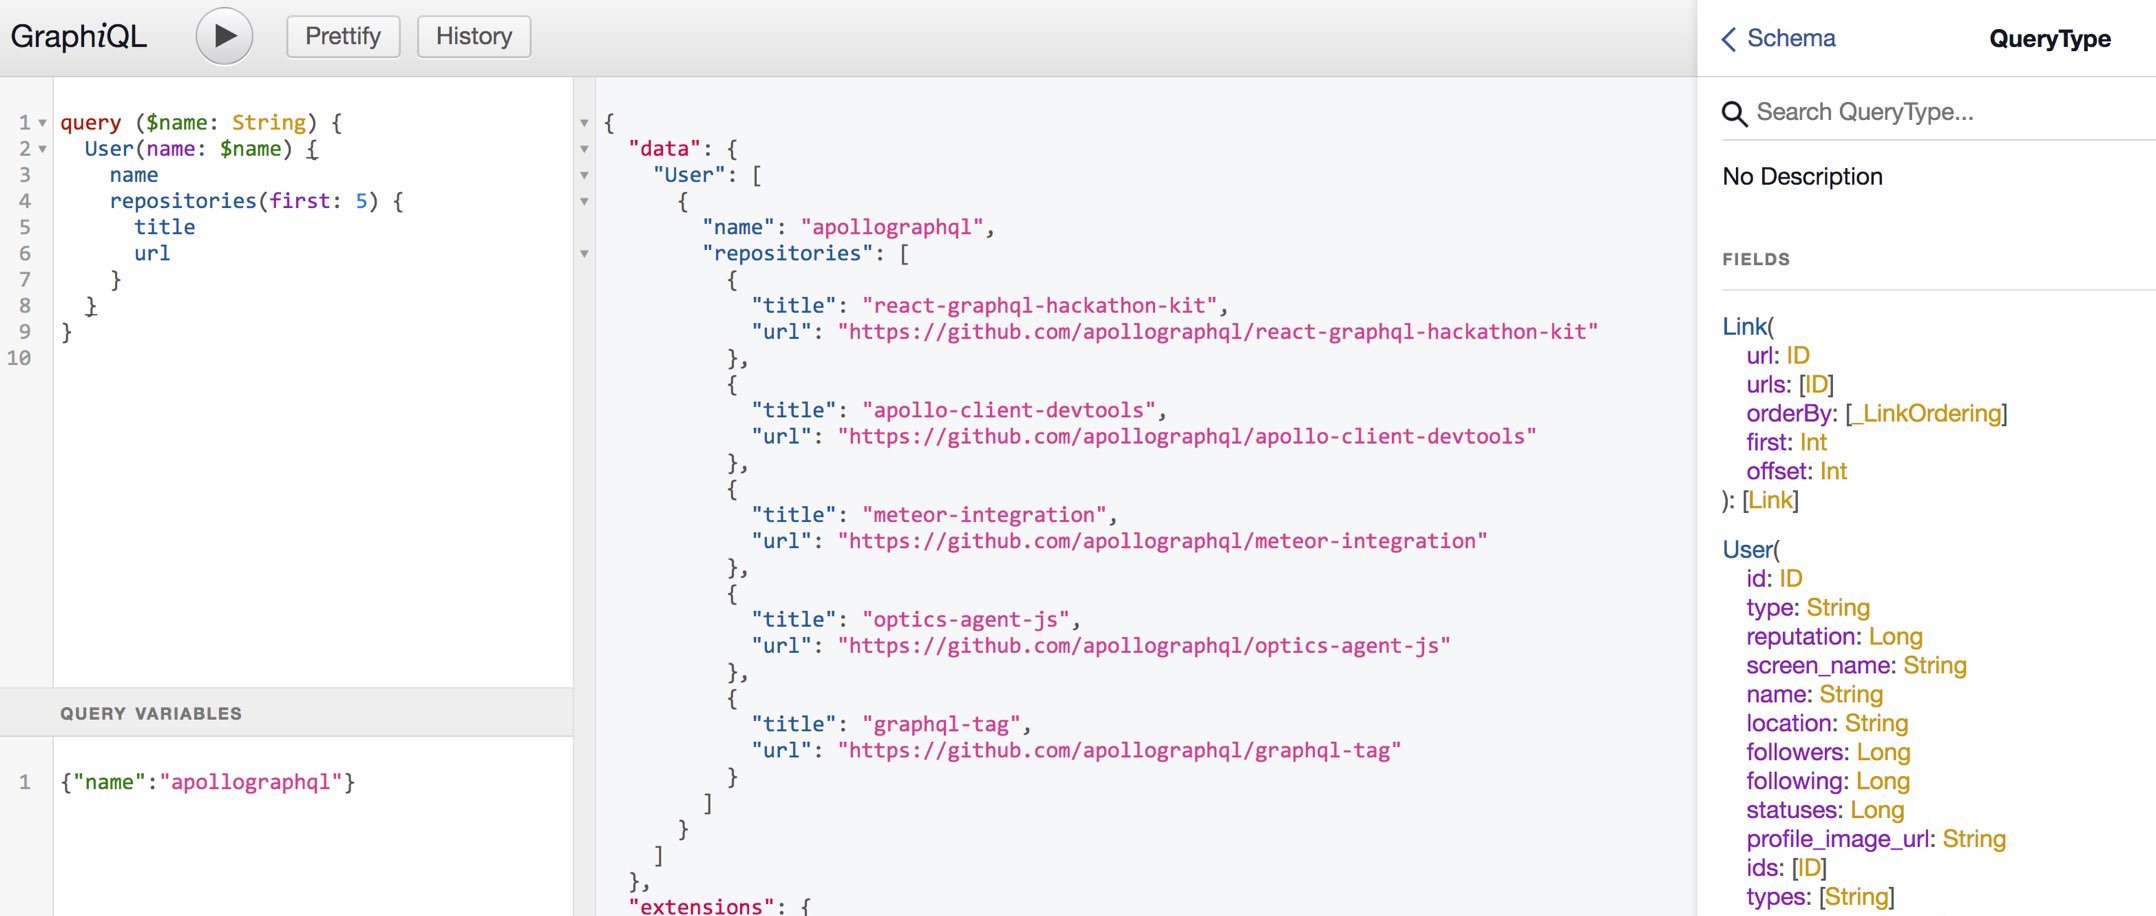 GraphiQL
Prettify
History
1 query ($name: String) {
2   User(name: $name) {
3     name
4     repositories(first: 5) {
5       title
6       url
7     }
8   }
9 }
10
QUERY VARIABLES
1 {"name":"apollographql"}
{
  "data": {
    "User": [
      {
        "name": "apollographql",
        "repositories": [
          {
            "title": "react-graphql-hackathon-kit",
            "url": "https://github.com/apollographql/react-graphql-hackathon-kit"
          },
          {
            "title": "apollo-client-devtools",
            "url": "https://github.com/apollographql/apollo-client-devtools"
          },
          {
            "title": "meteor-integration",
            "url": "https://github.com/apollographql/meteor-integration"
          },
          {
            "title": "optics-agent-js",
            "url": "https://github.com/apollographql/optics-agent-js"
          },
          {
            "title": "graphql-tag",
            "url": "https://github.com/apollographql/graphql-tag"
          }
        ]
      }
    ]
  },
  "extensions": {
Schema
QueryType
Search QueryType...
No Description
FIELDS
Link(
url: ID
urls: [ID]
orderBy: [_LinkOrdering]
first: Int
offset: Int
): [Link]
User(
id: ID
type: String
reputation: Long
screen_name: String
name: String
location: String
followers: Long
following: Long
statuses: Long
profile_image_url: String
ids: [ID]
types: [String]